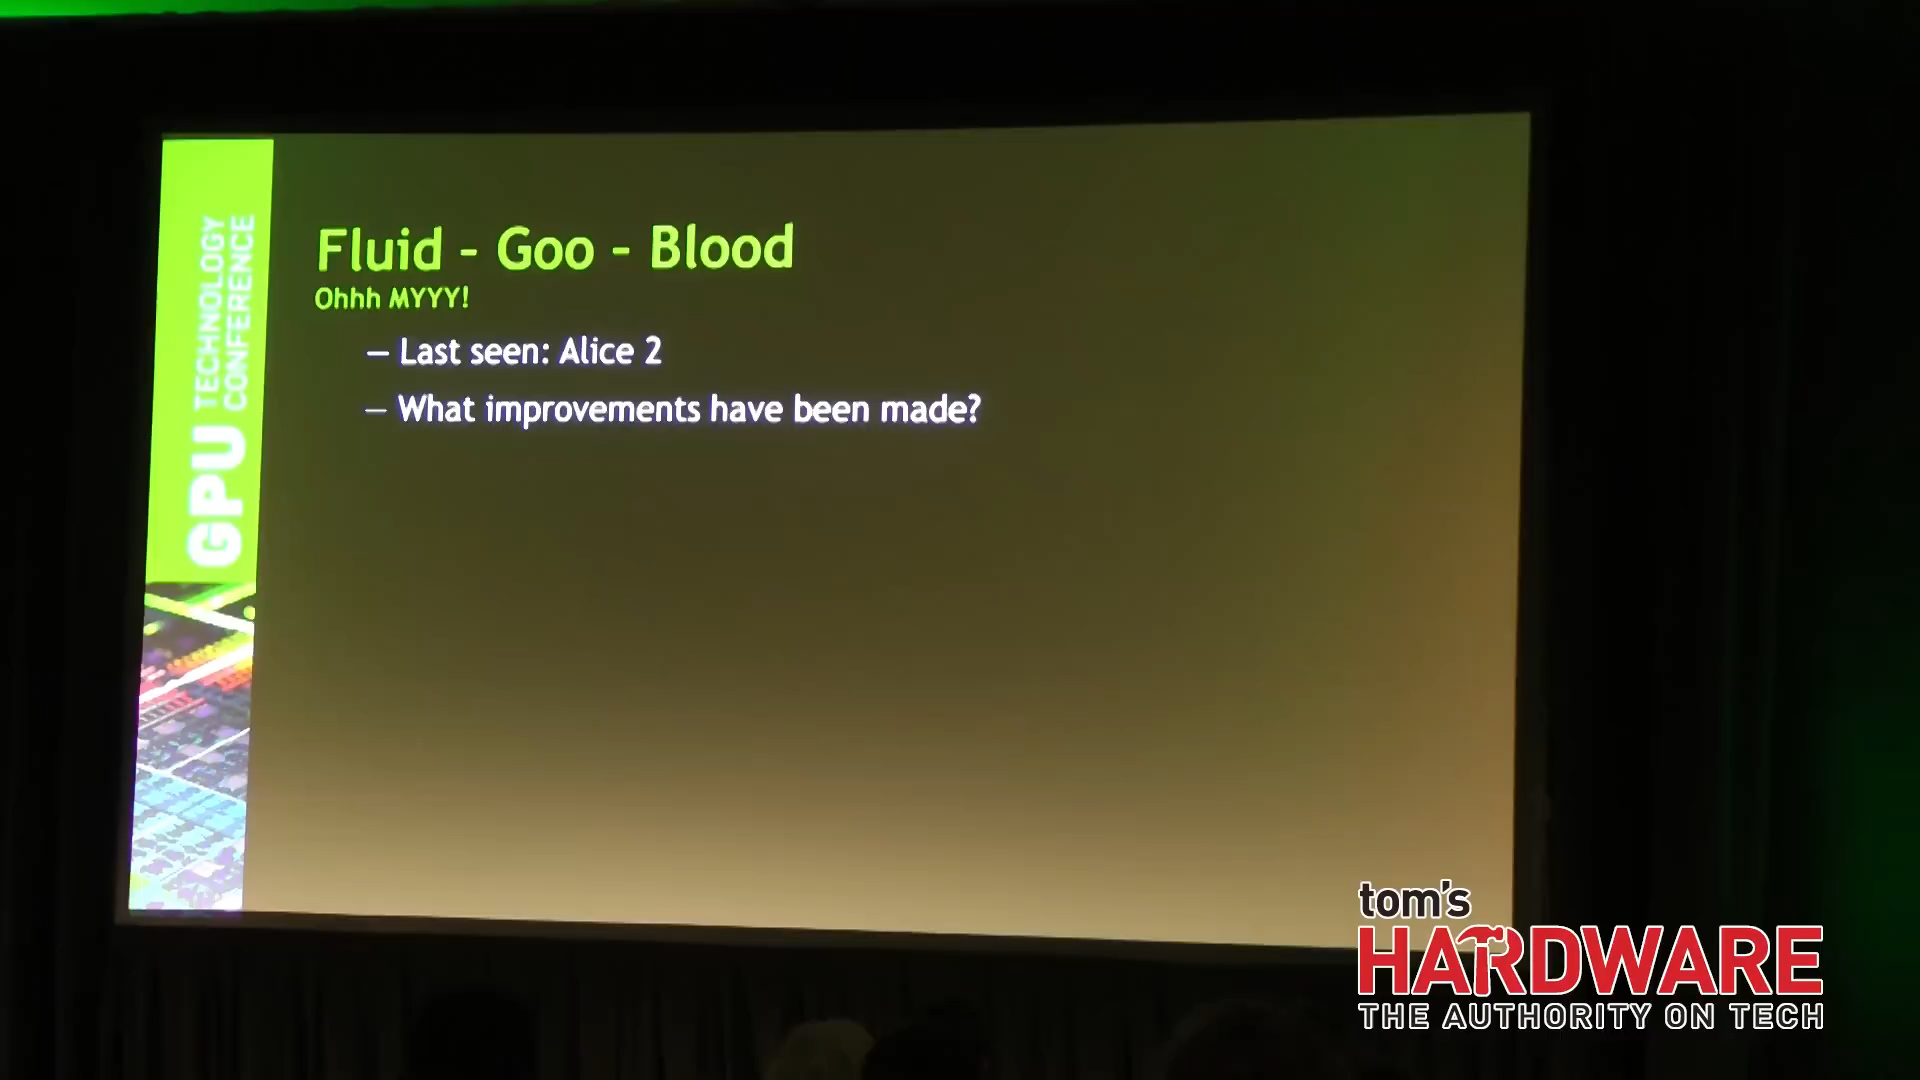 GPU TECHNOLOGY
CONFERENCE
Fluid - Goo - Blood
Ohhh MYYY!
– Last seen: Alice 2
– What improvements have been made?
tom's
HARDWARE
THE AUTHORITY ON TECH